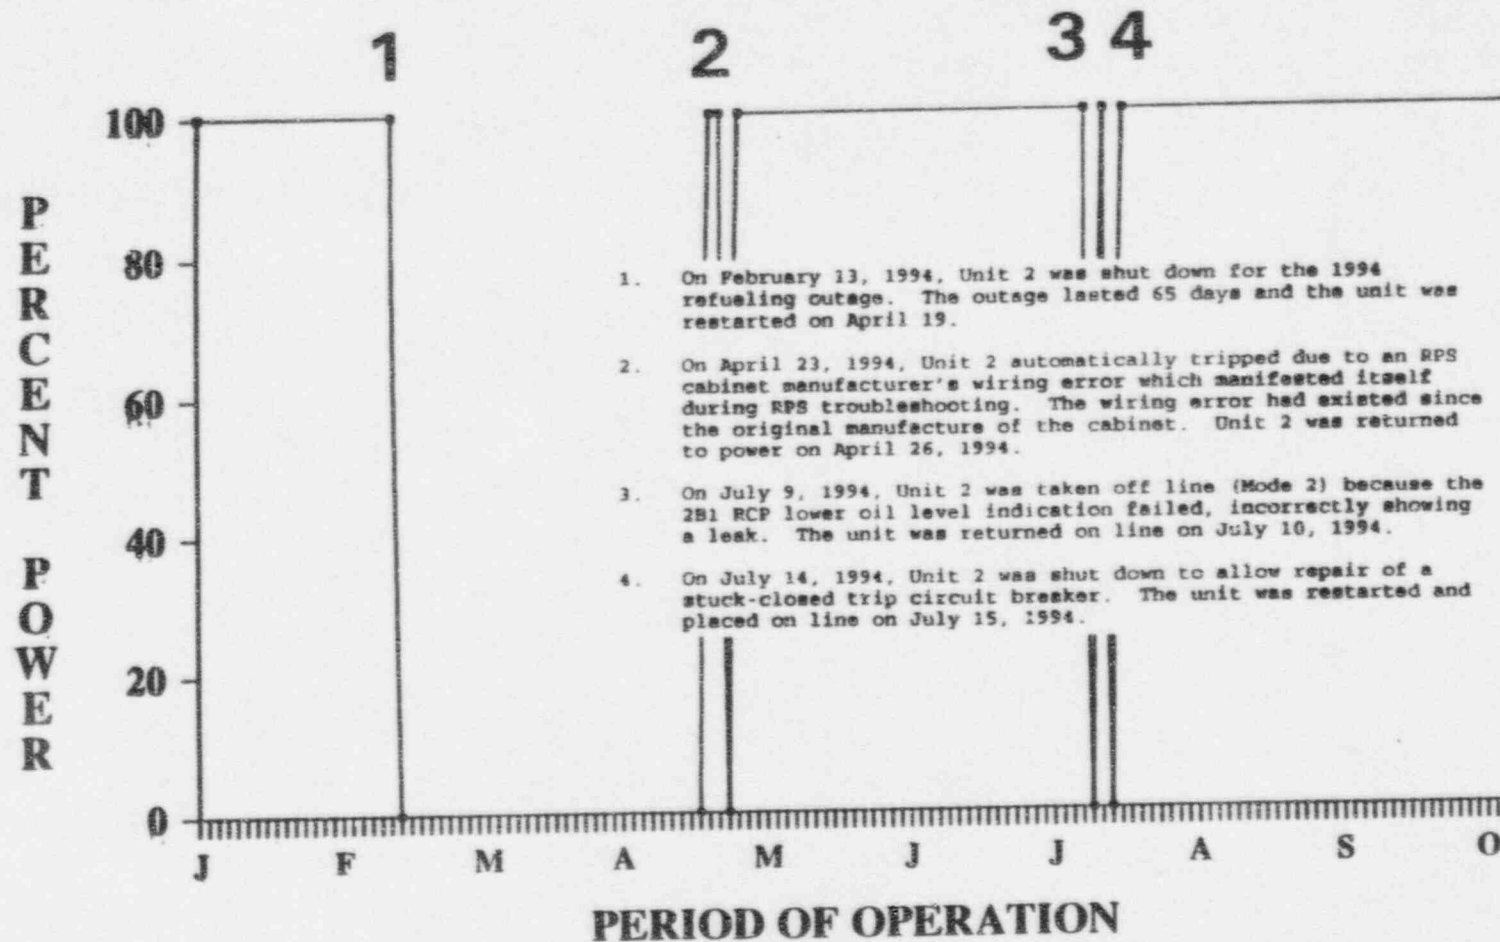 1
2
3 4
100
80
60
40
20
0
PERCENT POWER
1. On February 13, 1994, Unit 2 was shut down for the 1994
refueling outage. The outage lasted 65 days and the unit was
restarted on April 19.
2. On April 23, 1994, Unit 2 automatically tripped due to an RPS
cabinet manufacturer's wiring error which manifested itself
during RPS troubleshooting. The wiring error had existed since
the original manufacture of the cabinet. Unit 2 was returned
to power on April 26, 1994.
3. On July 9, 1994, Unit 2 was taken off line (Mode 2) because the
2B1 RCP lower oil level indication failed, incorrectly showing
a leak. The unit was returned on line on July 10, 1994.
4. On July 14, 1994, Unit 2 was shut down to allow repair of a
stuck-closed trip circuit breaker. The unit was restarted and
placed on line on July 15, 1994.
J F M A M J J A S O
PERIOD OF OPERATION